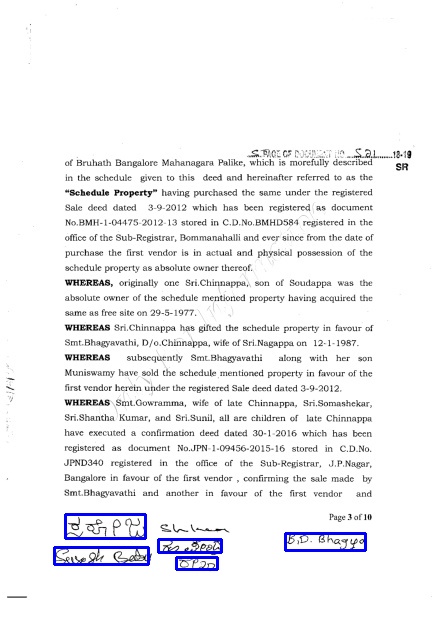 5 PAGE OF DOCUMENT NO. 521 18-19
SR
of Bruhath Bangalore Mahanagara Palike, which is morefully described
in the schedule given to this deed and hereinafter referred to as the
“Schedule Property” having purchased the same under the registered
Sale deed dated 3-9-2012 which has been registered as document
No.BMH-1-04475-2012-13 stored in C.D.No.BMHD584 registered in the
office of the Sub-Registrar, Bommanahalli and ever since from the date of
purchase the first vendor is in actual and physical possession of the
schedule property as absolute owner thereof.
WHEREAS, originally one Sri.Chinnappa, son of Soudappa was the
absolute owner of the schedule mentioned property having acquired the
same as free site on 29-5-1977.
WHEREAS Sri.Chinnappa has gifted the schedule property in favour of
Smt.Bhagyavathi, D/o.Chinnappa, wife of Sri.Nagappa on 12-1-1987.
WHEREAS subsequently Smt.Bhagyavathi along with her son
Muniswamy have sold the schedule mentioned property in favour of the
first vendor herein under the registered Sale deed dated 3-9-2012.
WHEREAS Smt.Gowramma, wife of late Chinnappa, Sri.Somashekar,
Sri.Shantha Kumar, and Sri.Sunil, all are children of late Chinnappa
have executed a confirmation deed dated 30-1-2016 which has been
registered as document No.JPN-1-09456-2015-16 stored in C.D.No.
JPND340 registered in the office of the Sub-Registrar, J.P.Nagar,
Bangalore in favour of the first vendor , confirming the sale made by
Smt.Bhagyavathi and another in favour of the first vendor and
Page 3 of 10
B.D. Bhagya